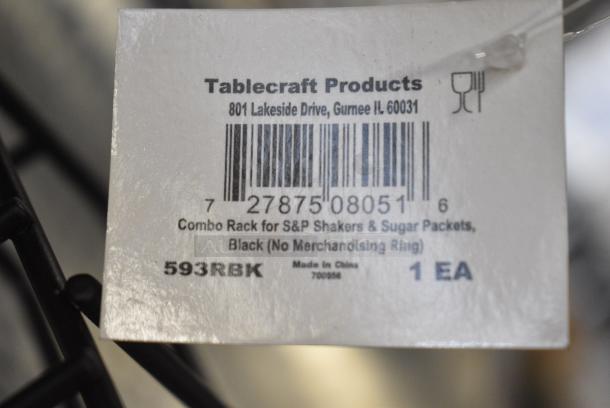 Tablecraft Products
801 Lakeside Drive, Gurnee IL 60031
7 27875 08051 6
Combo Rack for S&P Shakers & Sugar Packets,
Black (No Merchandising Ring)
593RBK Made in China 1 EA
700956